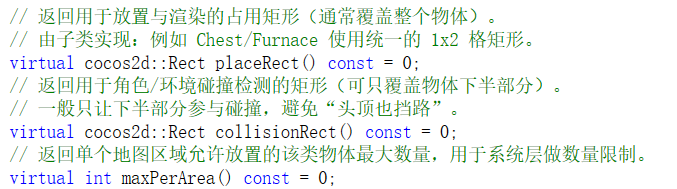 // 返回用于放置与渲染的占用矩形（通常覆盖整个物体）。
// 由子类实现：例如 Chest/Furnace 使用统一的 1x2 格矩形。
virtual cocos2d::Rect placeRect() const = 0;
// 返回用于角色/环境碰撞检测的矩形（可只覆盖物体下半部分）。
// 一般只让下半部分参与碰撞，避免“头顶也挡路”。
virtual cocos2d::Rect collisionRect() const = 0;
// 返回单个地图区域允许放置的该类物体最大数量，用于系统层做数量限制。
virtual int maxPerArea() const = 0;